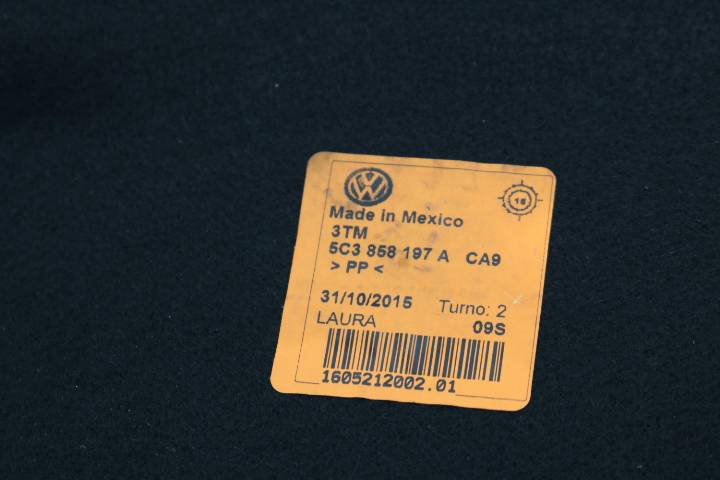 Made in Mexico
3TM
5C3 858 197 A CA9
> PP <
31/10/2015 Turno: 2
LAURA 09S
1605212002.01